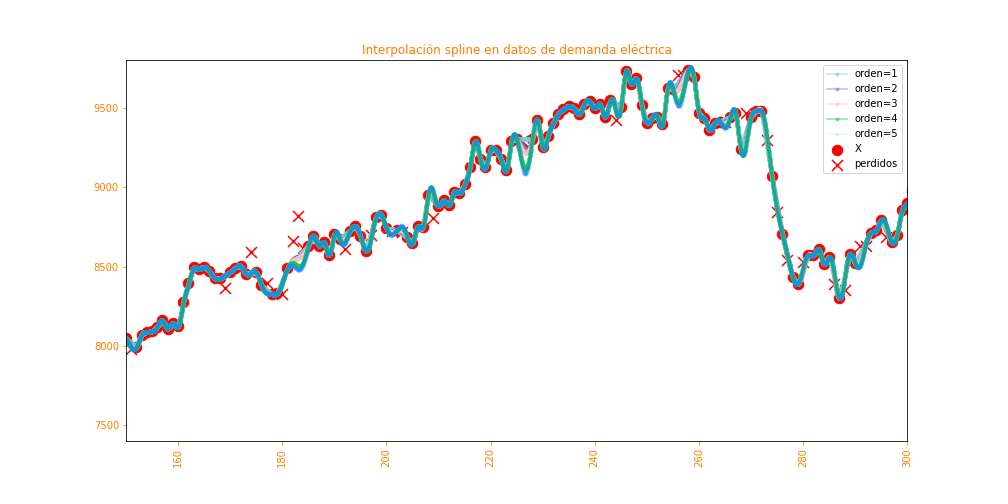 Interpolación spline en datos de demanda eléctrica
orden=1
orden=2
orden=3
orden=4
orden=5
X
perdidos
9500
9000
8500
8000
7500
160
180
200
220
240
260
280
300